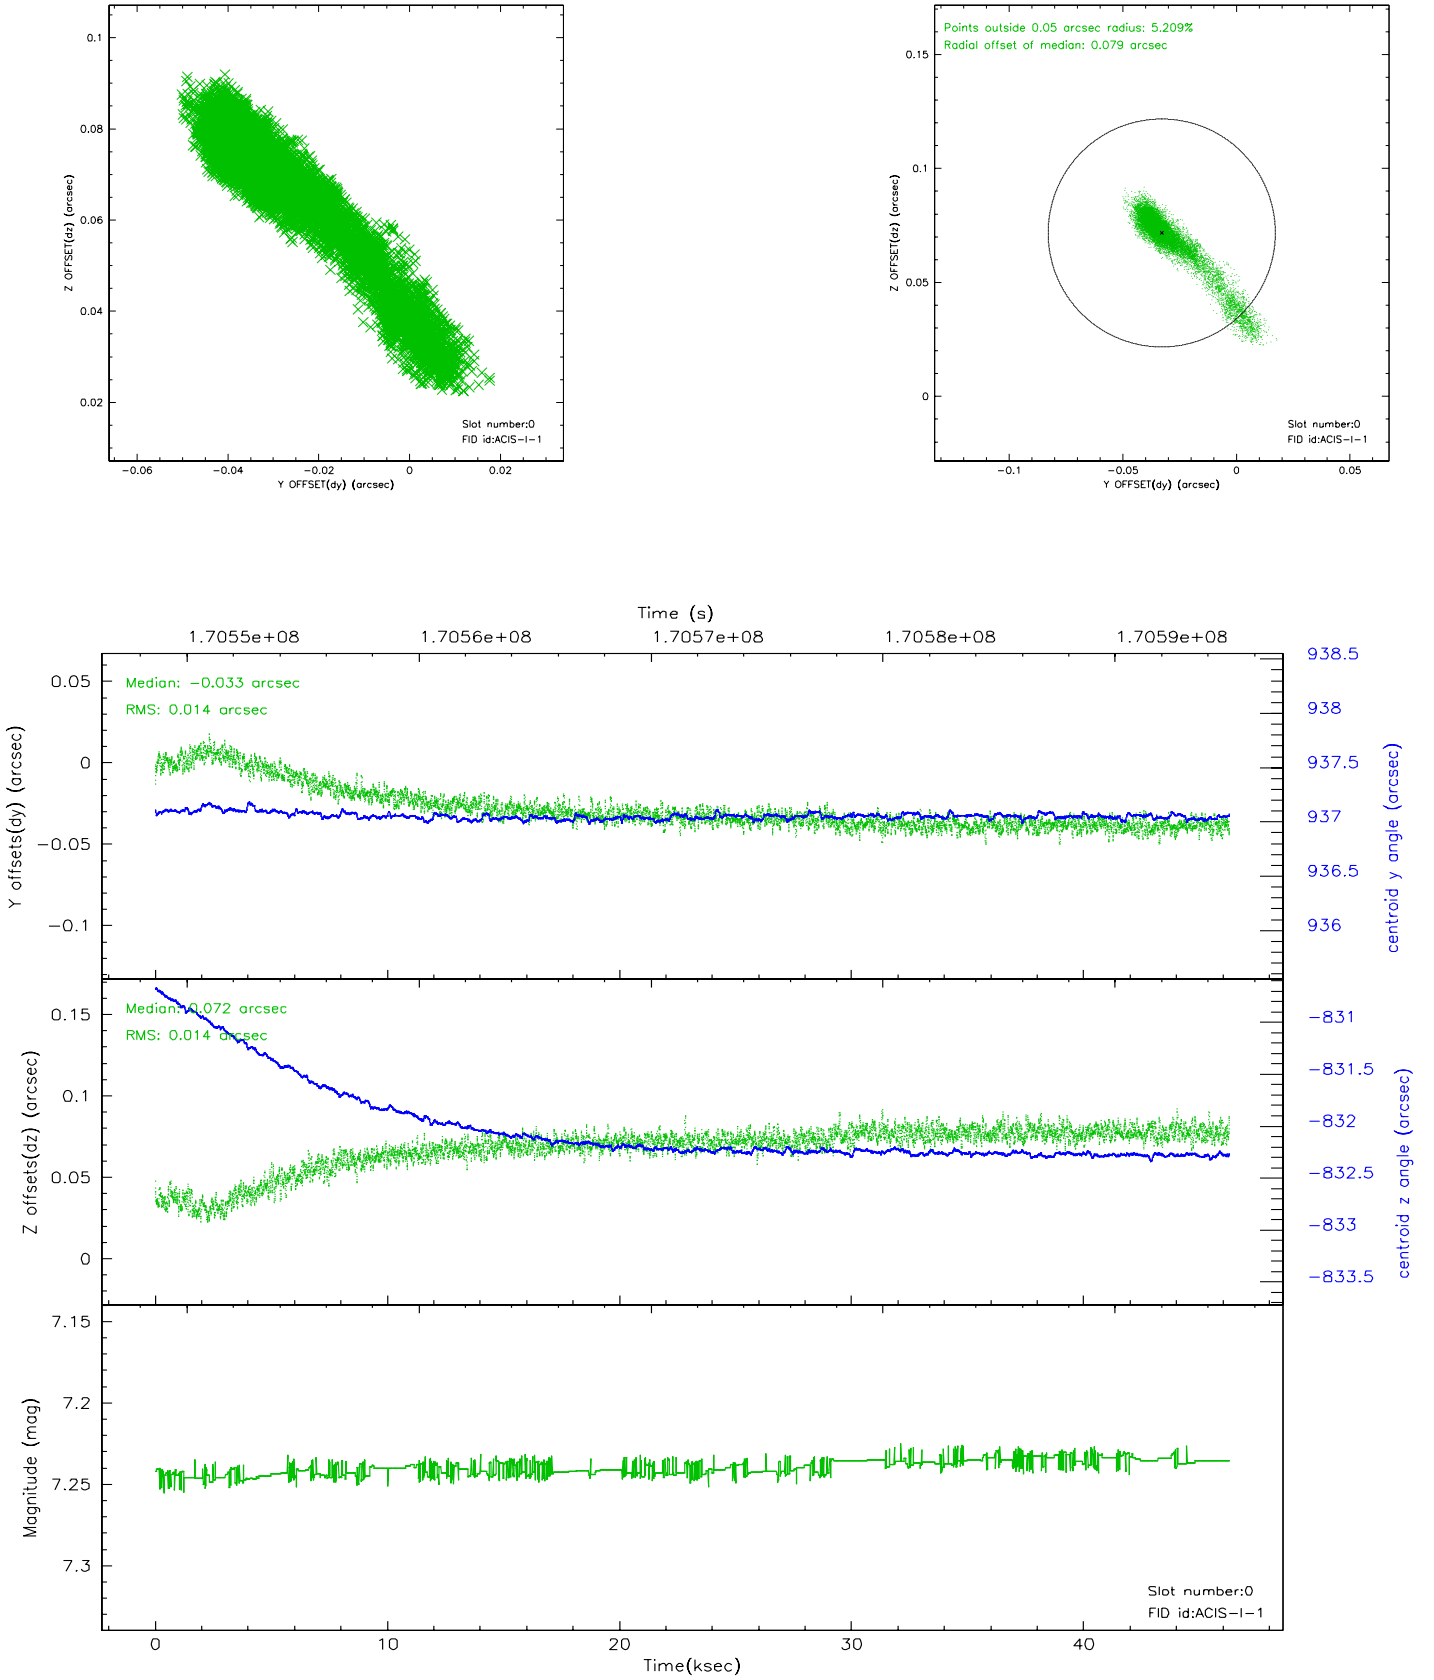 0.1
0.08
0.06
0.04
0.02
Z OFFSET(dz) (arcsec)
Slot number:0
FID id:ACIS-I-1
-0.06 -0.04 -0.02 0 0.02
Y OFFSET(dy) (arcsec)
Points outside 0.05 arcsec radius: 5.209%
Radial offset of median: 0.079 arcsec
0.15
0.1
0.05
0
Z OFFSET(dz) (arcsec)
Slot number:0
FID id:ACIS-I-1
-0.1 -0.05 0 0.05
Y OFFSET(dy) (arcsec)
Time (s)
1.7055e+08 1.7056e+08 1.7057e+08 1.7058e+08 1.7059e+08
Median: -0.033 arcsec
RMS: 0.014 arcsec
0.05
0
-0.05
-0.1
Y offsets(dy) (arcsec)
938.5
938
937.5
937
936.5
936
centroid y angle (arcsec)
Median: 0.072 arcsec
RMS: 0.014 arcsec
0.15
0.1
0.05
0
Z offsets(dz) (arcsec)
-831
-831.5
-832
-832.5
-833
-833.5
centroid z angle (arcsec)
7.15
7.2
7.25
7.3
Magnitude (mag)
Slot number:0
FID id:ACIS-I-1
0 10 20 30 40
Time(ksec)